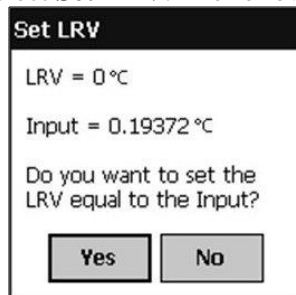 Set LRV
LRV = 0 °C
Input = 0.19372 °C
Do you want to set the
LRV equal to the Input?
Yes No